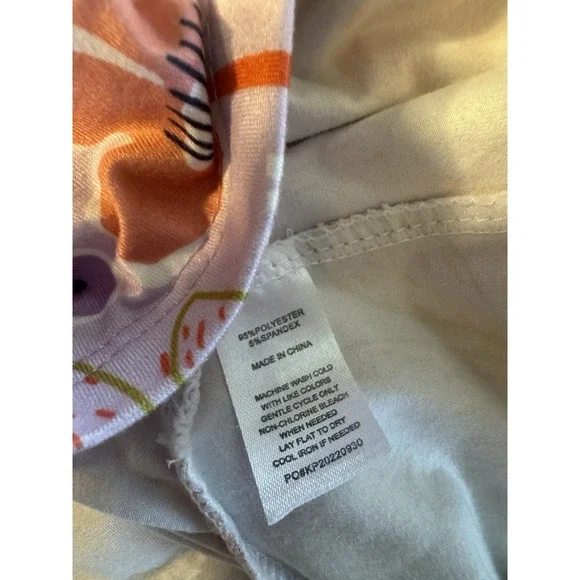 95%POLYESTER
5%SPANDEX
MADE IN CHINA
MACHINE WASH COLD
WITH LIKE COLORS
GENTLE CYCLE ONLY
NON-CHLORINE BLEACH
WHEN NEEDED
LAY FLAT TO DRY
COOL IRON IF NEEDED
PO#KP20220930